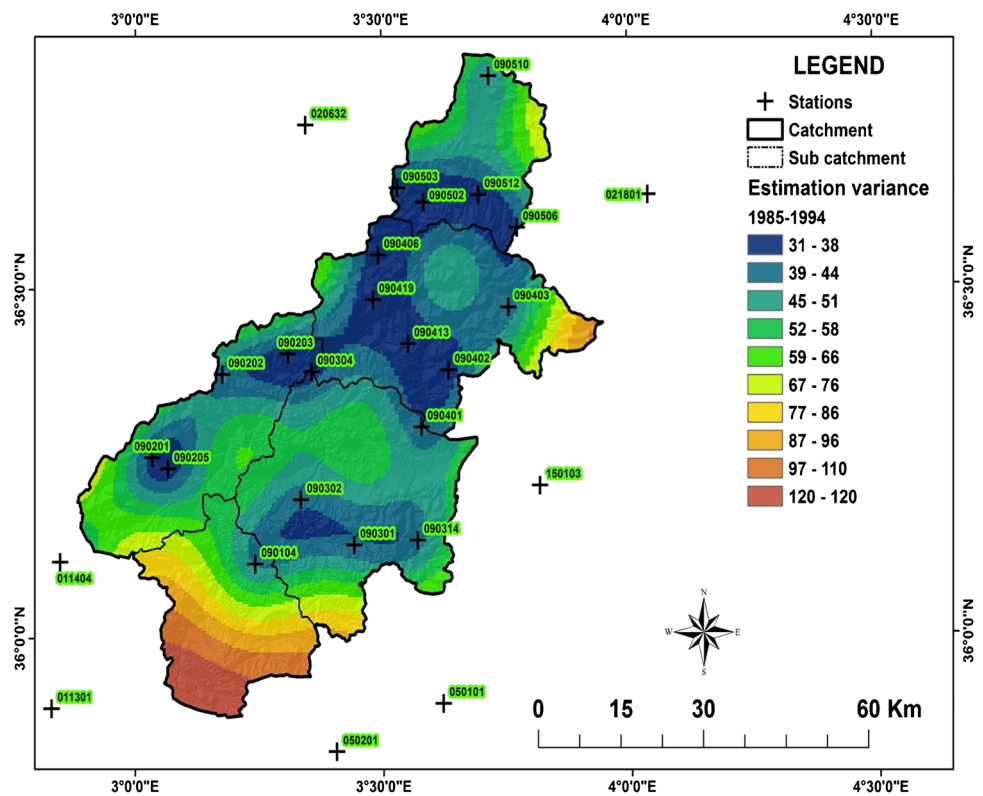 3°0'0"E 3°30'0"E 4°0'0"E 4°30'0"E
090510
020632
090503
090512
090502
021801
090506
090406
36°30'0"N
36°30'0"N
090419
090403
090413
090203
090304
090202
090402
090401
090201
090205
150103
090302
090301
090314
090104
011404
36°0'0"N
36°0'0"N
011301
050101
050201
3°0'0"E 3°30'0"E 4°0'0"E 4°30'0"E
LEGEND
Stations
Catchment
Sub catchment
Estimation variance
1985-1994
31 - 38
39 - 44
45 - 51
52 - 58
59 - 66
67 - 76
77 - 86
87 - 96
97 - 110
120 - 120
N
W E
S
0 15 30 60 Km